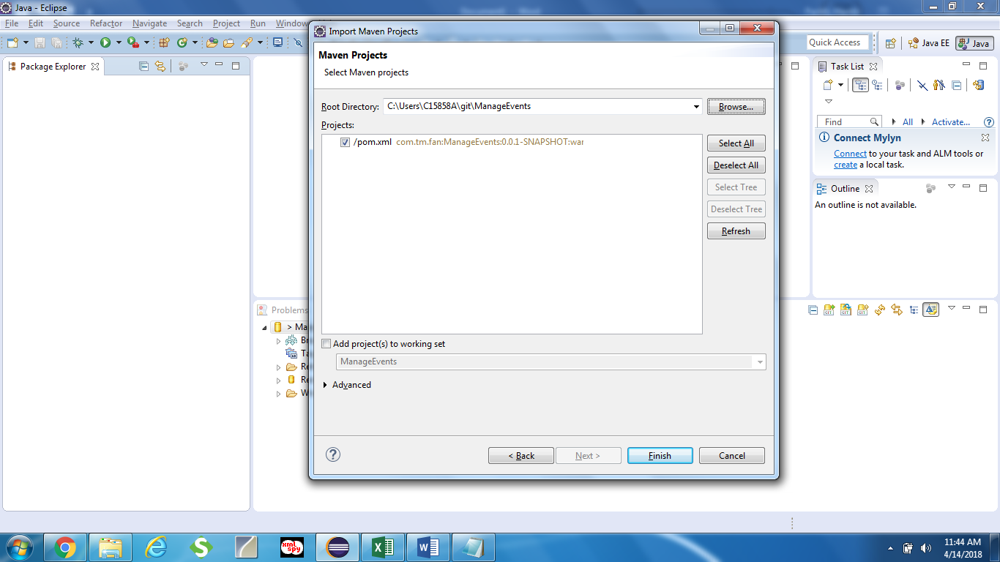 Java - Eclipse
File Edit Source Refactor Navigate Search Project Run Window
Quick Access
Java EE
Java
Package Explorer
Import Maven Projects
Maven Projects
Select Maven projects
Root Directory: C:\Users\C15858A\git\ManageEvents
Browse...
Projects:
/pom.xml com.tm.fan:ManageEvents:0.0.1-SNAPSHOT:war
Select All
Deselect All
Select Tree
Deselect Tree
Refresh
Add project(s) to working set
ManageEvents
Advanced
< Back
Next >
Finish
Cancel
Task List
Find
All
Activate...
Connect Mylyn
Connect to your task and ALM tools or
create a local task.
Outline
An outline is not available.
Problems
> Ma
Br
Ta
Re
Re
W
GIT GIT GIT
xml
spy
11:44 AM
4/14/2018